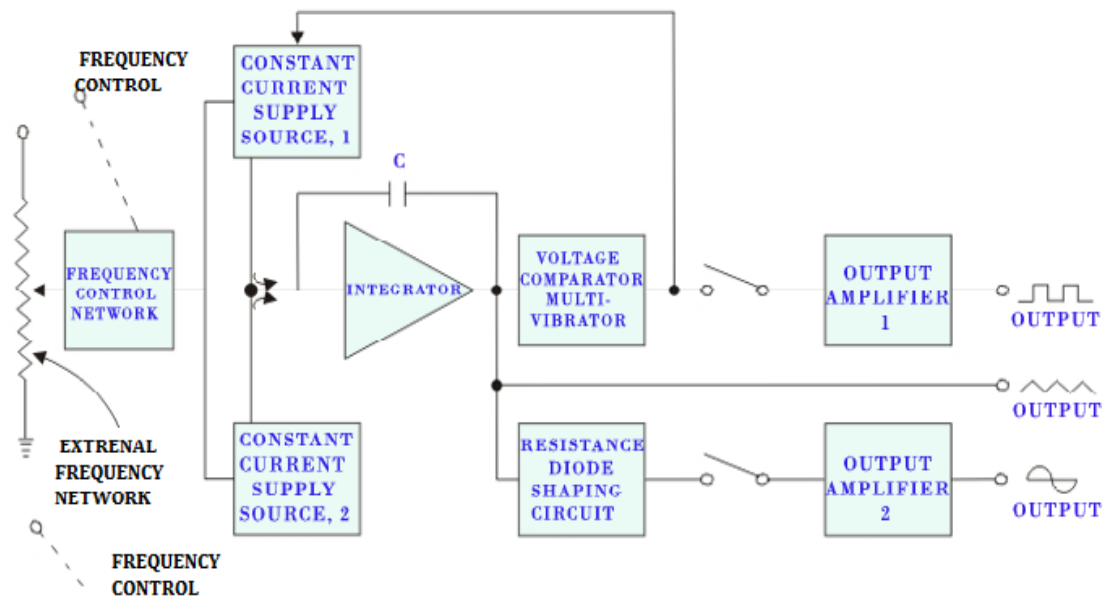 FREQUENCY
CONTROL
CONSTANT
CURRENT
SUPPLY
SOURCE, 1
C
FREQUENCY
CONTROL
NETWORK
INTEGRATOR
VOLTAGE
COMPARATOR
MULTI-
VIBRATOR
OUTPUT
AMPLIFIER
1
OUTPUT
OUTPUT
EXTRENAL
FREQUENCY
NETWORK
CONSTANT
CURRENT
SUPPLY
SOURCE, 2
RESISTANCE
DIODE
SHAPING
CIRCUIT
OUTPUT
AMPLIFIER
2
OUTPUT
FREQUENCY
CONTROL